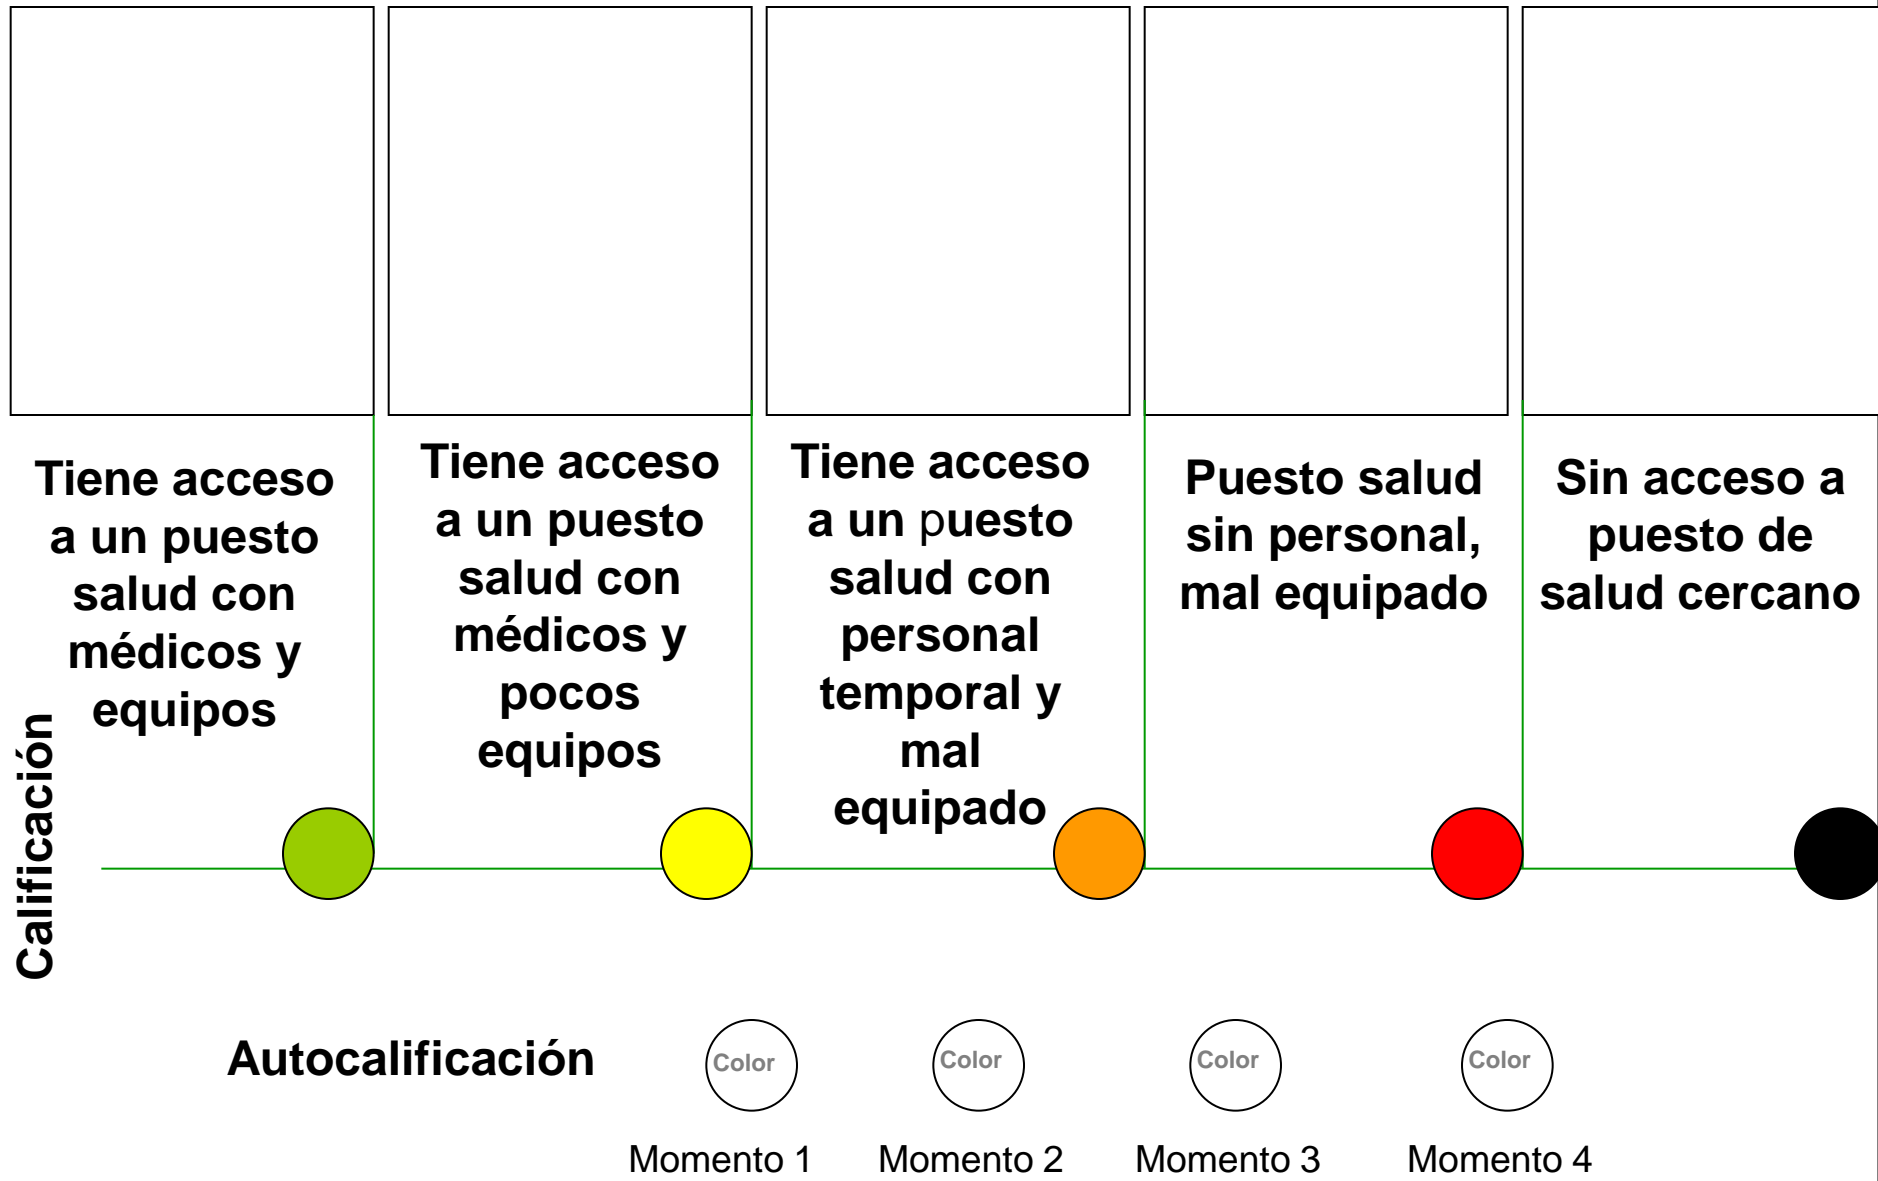 Tiene acceso
a un puesto
salud con
médicos y
equipos
Tiene acceso
a un puesto
salud con
médicos y
pocos
equipos
Tiene acceso
a un puesto
salud con
personal
temporal y
mal
equipado
Puesto salud
sin personal,
mal equipado
Sin acceso a
puesto de
salud cercano
Calificación
Autocalificación
Color
Color
Color
Color
Momento 1
Momento 2
Momento 3
Momento 4